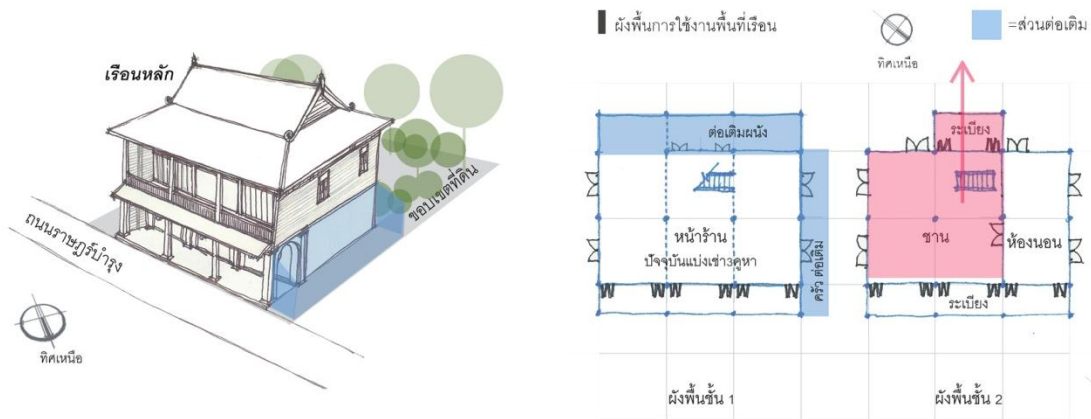 เรือนหลัก
ถนนราษฎร์บำรุง
ขอบเขตที่ดิน
ทิศเหนือ
ผังพื้นการใช้งานพื้นที่เรือน
ทิศเหนือ
=ส่วนต่อเติม
ต่อเติมผนัง
หน้าร้าน
ปัจจุบันแบ่งเช่า3คูหา
ครัว ต่อเติม
ผังพื้นชั้น 1
ระเบียง
ชาน
ห้องนอน
ระเบียง
ผังพื้นชั้น 2